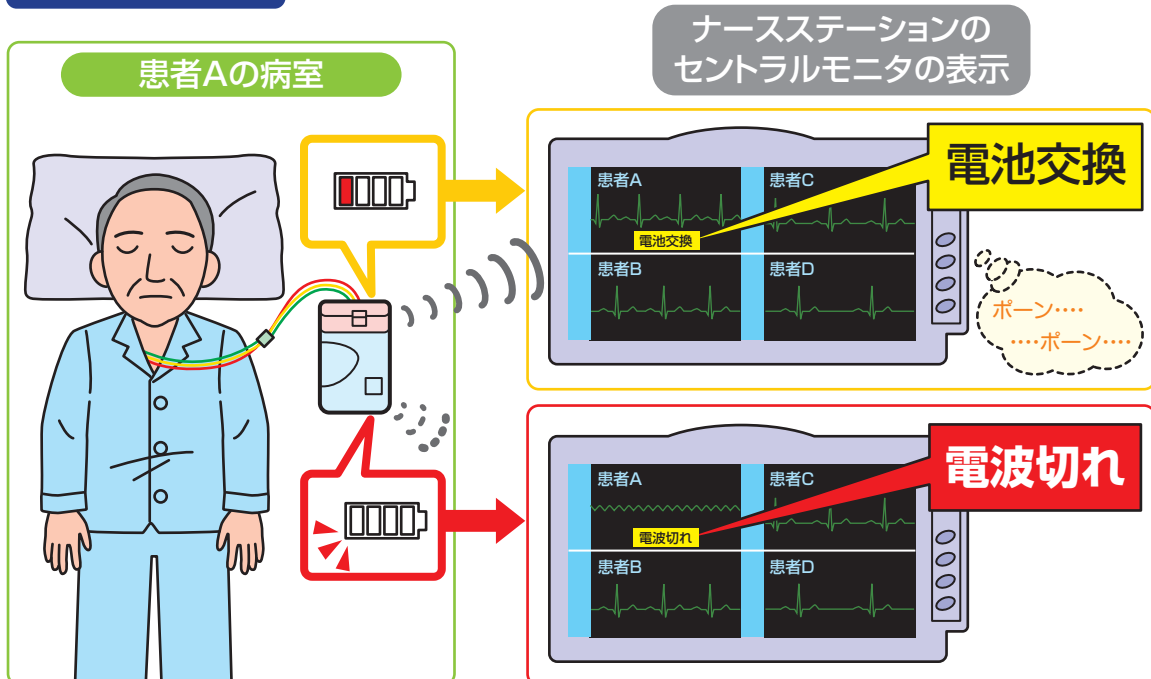 患者Aの病室
ナースステーションの
セントラルモニタの表示
患者A
電池交換
患者C
患者B
患者D
電池交換
ポーン‥‥
‥‥ポーン‥‥
患者A
電波切れ
患者C
患者B
患者D
電波切れ